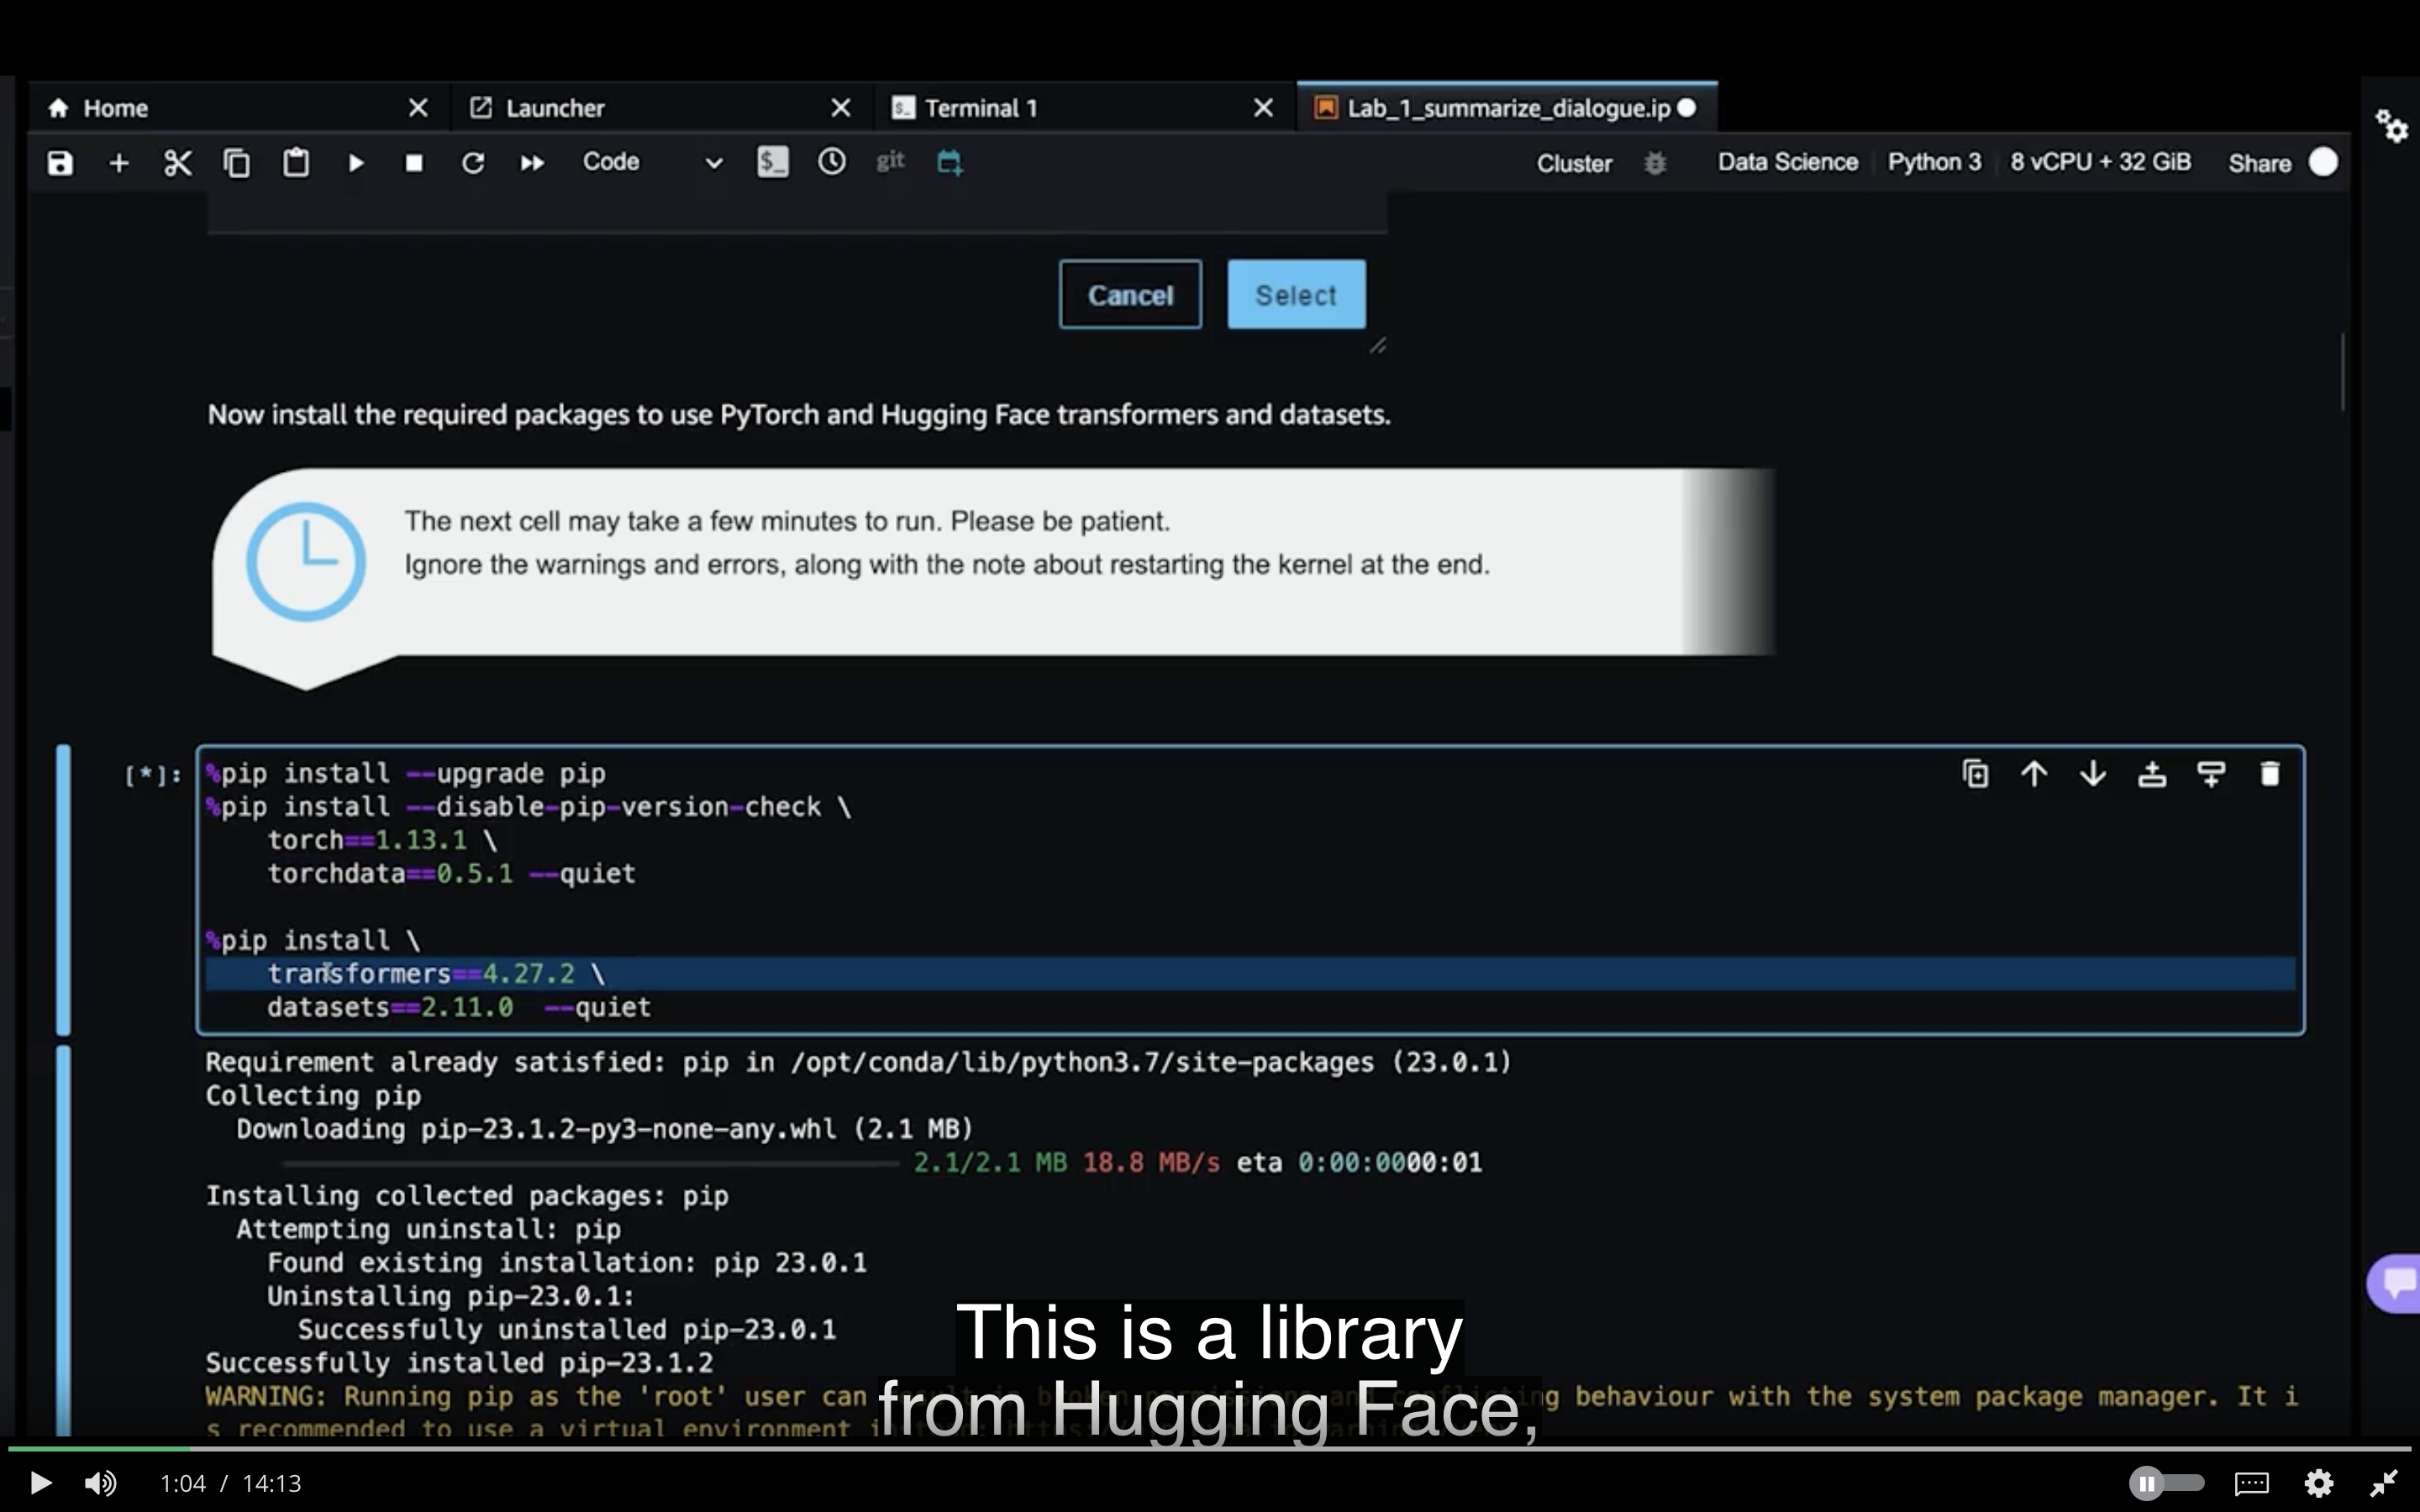 Home
Launcher
Terminal 1
Lab_1_summarize_dialogue.ip
Code
git
Cluster
Data Science
Python 3
8 vCPU + 32 GiB
Share
Cancel
Select
Now install the required packages to use PyTorch and Hugging Face transformers and datasets.
The next cell may take a few minutes to run. Please be patient.
Ignore the warnings and errors, along with the note about restarting the kernel at the end.
[*]:
%pip install --upgrade pip
%pip install --disable-pip-version-check \
    torch==1.13.1 \
    torchdata==0.5.1 --quiet
%pip install \
    transformers==4.27.2 \
    datasets==2.11.0  --quiet
Requirement already satisfied: pip in /opt/conda/lib/python3.7/site-packages (23.0.1)
Collecting pip
  Downloading pip-23.1.2-py3-none-any.whl (2.1 MB)
2.1/2.1 MB 18.8 MB/s eta 0:00:0000:01
Installing collected packages: pip
  Attempting uninstall: pip
    Found existing installation: pip 23.0.1
    Uninstalling pip-23.0.1:
      Successfully uninstalled pip-23.0.1
Successfully installed pip-23.1.2
WARNING: Running pip as the 'root' user can behaviour with the system package manager. It i
s recommended to use a virtual environment
This is a library
from Hugging Face,
1:04 / 14:13